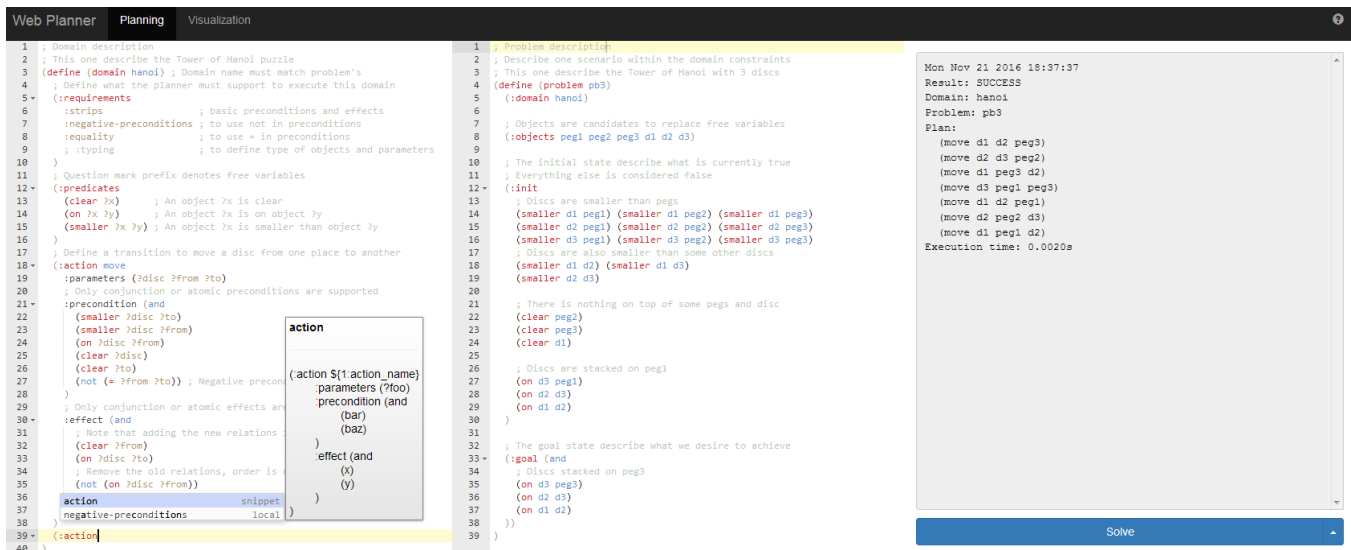 Web Planner Planning Visualization
1 ; Domain description
2 ; This one describe the Tower of Hanoi puzzle
3 (define (domain hanoi) ; Domain name must match problem's
4 ; Define what the planner must support to execute this domain
5 (:requirements
6 :strips ; basic preconditions and effects
7 :negative-preconditions ; to use not in preconditions
8 :equality ; to use = in preconditions
9 ; :typing ; to define type of objects and parameters
10 )
11 ; Question mark prefix denotes free variables
12 (:predicates
13 (clear ?x) ; An object ?x is clear
14 (on ?x ?y) ; An object ?x is on object ?y
15 (smaller ?x ?y) ; An object ?x is smaller than object ?y
16 )
17 ; Define a transition to move a disc from one place to another
18 (:action move
19 :parameters (?disc ?from ?to)
20 ; Only conjunction or atomic preconditions are supported
21 :precondition (and
22 (smaller ?disc ?to)
23 (smaller ?disc ?from)
24 (on ?disc ?from)
25 (clear ?disc)
26 (clear ?to)
27 (not (= ?from ?to)) ; Negative
28 )
29 ; Only conjunction or atomic effects
30 :effect (and
31 ; Note that adding the new relations
32 (clear ?from)
33 (on ?disc ?to)
34 ; Remove the old relations, order is
35 (not (on ?disc ?from))
36
37
38 )
39 (:action
40 )
action snippet
negative-preconditions local
action
(:action ${1:action_name}
:parameters (?foo)
:precondition (and
(bar)
(baz)
)
:effect (and
(x)
(y)
)
)
1 ; Problem description
2 ; Describe one scenario within the domain constraints
3 ; This one describe the Tower of Hanoi with 3 discs
4 (define (problem pb3)
5 (:domain hanoi)
6
7 ; Objects are candidates to replace free variables
8 (:objects peg1 peg2 peg3 d1 d2 d3)
9
10 ; The initial state describe what is currently true
11 ; Everything else is considered false
12 (:init
13 ; Discs are smaller than pegs
14 (smaller d1 peg1) (smaller d1 peg2) (smaller d1 peg3)
15 (smaller d2 peg1) (smaller d2 peg2) (smaller d2 peg3)
16 (smaller d3 peg1) (smaller d3 peg2) (smaller d3 peg3)
17 ; Discs are also smaller than some other discs
18 (smaller d1 d2) (smaller d1 d3)
19 (smaller d2 d3)
20
21 ; There is nothing on top of some pegs and disc
22 (clear peg2)
23 (clear peg3)
24 (clear d1)
25
26 ; Discs are stacked on peg1
27 (on d3 peg1)
28 (on d2 d3)
29 (on d1 d2)
30 )
31
32 ; The goal state describe what we desire to achieve
33 (:goal (and
34 ; Discs stacked on peg3
35 (on d3 peg3)
36 (on d2 d3)
37 (on d1 d2)
38 ))
39 )
Mon Nov 21 2016 18:37:37
Result: SUCCESS
Domain: hanoi
Problem: pb3
Plan:
(move d1 d2 peg3)
(move d2 d3 peg2)
(move d1 peg3 d2)
(move d3 peg1 peg3)
(move d1 d2 peg1)
(move d2 peg2 d3)
(move d1 peg1 d2)
Execution time: 0.0020s
Solve